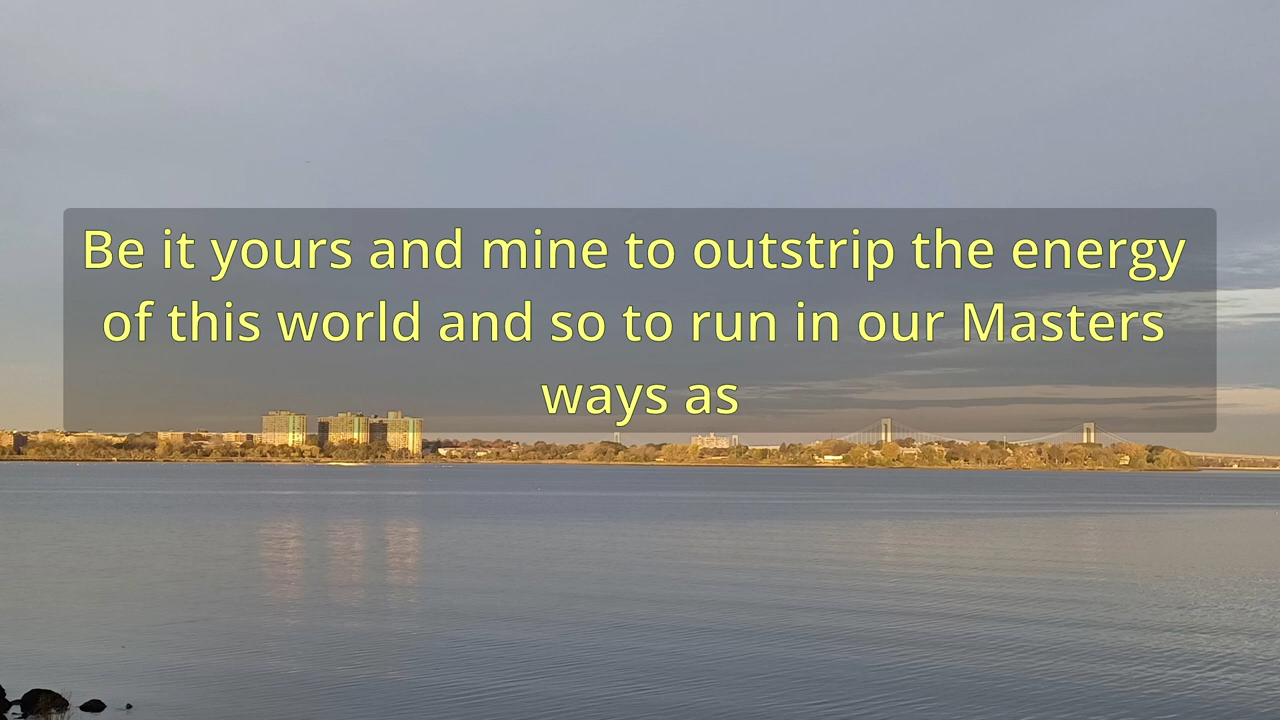 Be it yours and mine to outstrip the energy
of this world and so to run in our Masters
ways as